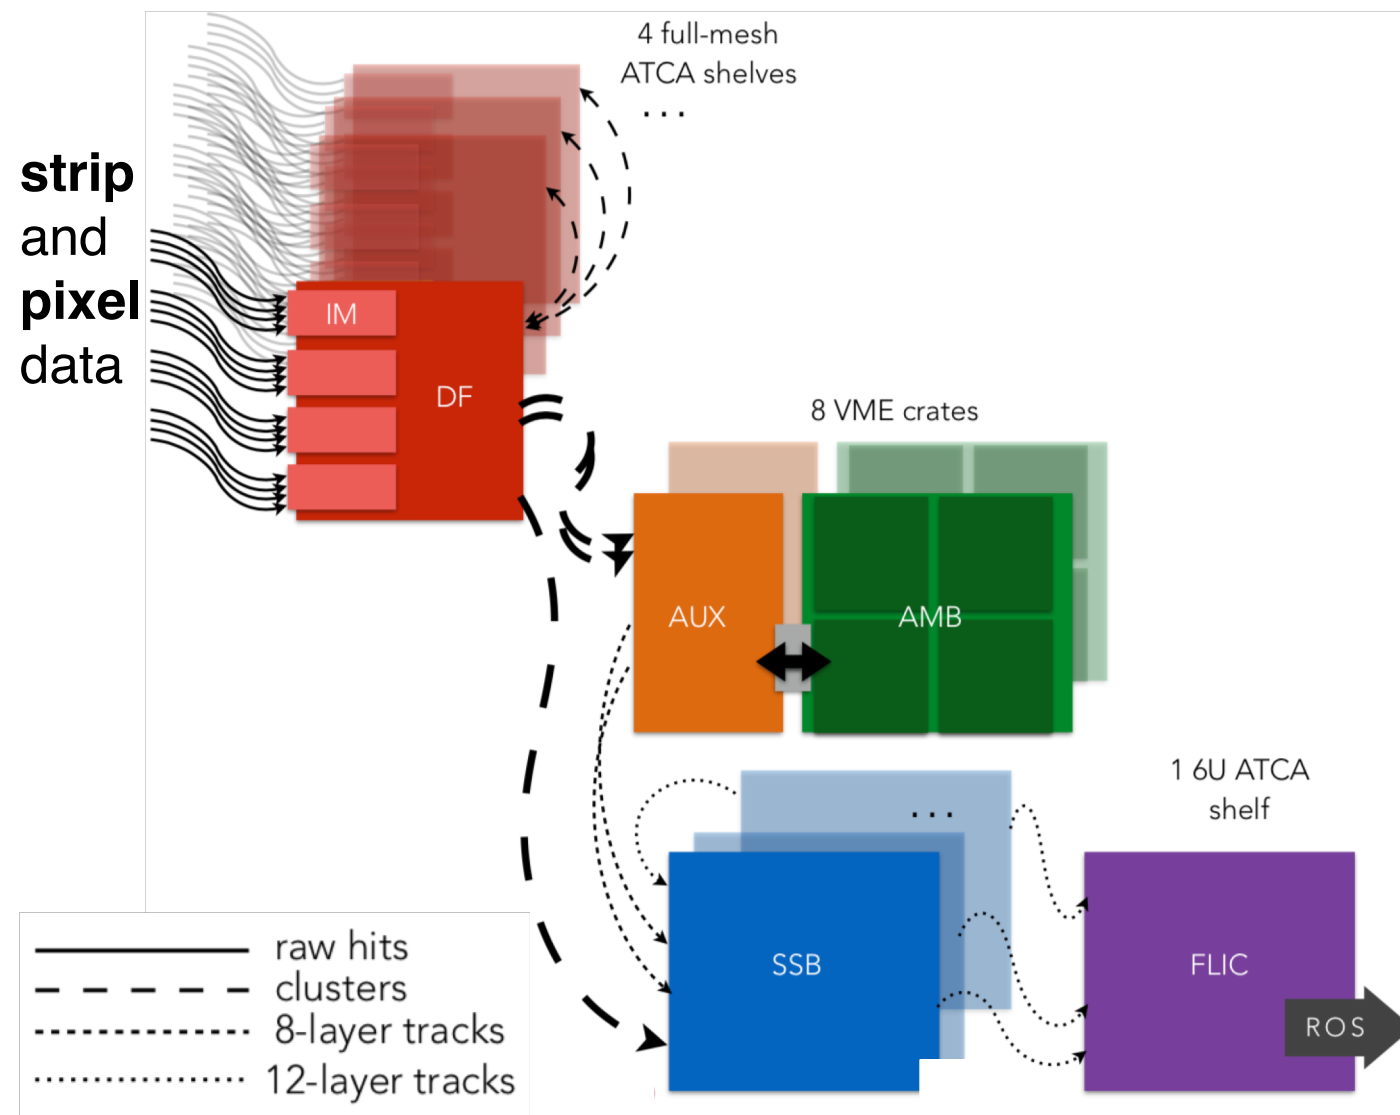 4 full-mesh
ATCA shelves
...
strip
and
pixel
data
IM
DF
8 VME crates
AUX
AMB
1 6U ATCA
shelf
...
SSB
FLIC
ROS
raw hits
clusters
8-layer tracks
12-layer tracks